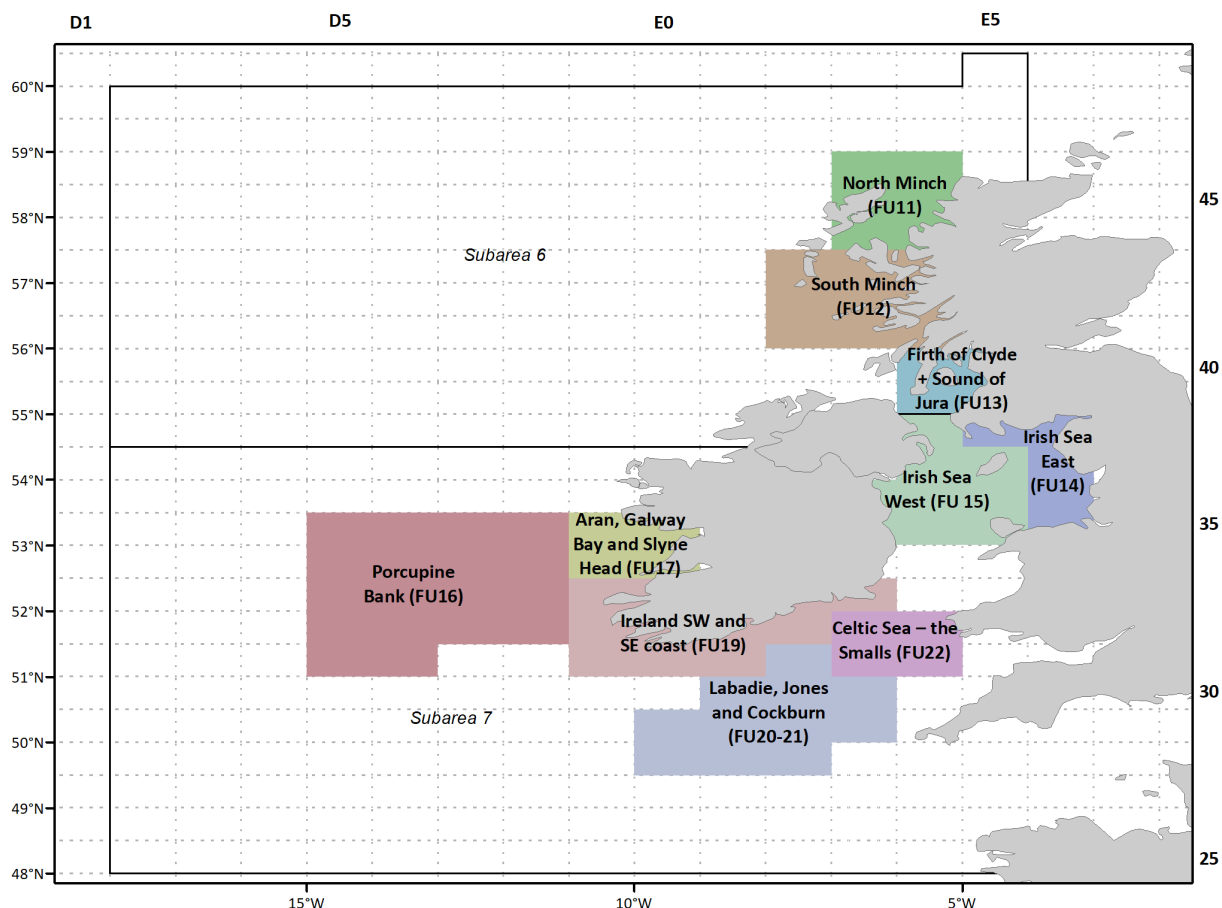 D1 D5 E0 E5
60°N
59°N
58°N
57°N
56°N
55°N
54°N
53°N
52°N
51°N
50°N
49°N
48°N
45
40
35
30
25
North Minch
(FU11)
Subarea 6
South Minch
(FU12)
Firth of Clyde
+ Sound of
Jura (FU13)
Irish Sea
East
(FU14)
Irish Sea
West (FU 15)
Aran, Galway
Bay and Slyne
Head (FU17)
Porcupine
Bank (FU16)
Ireland SW and
SE coast (FU19)
Celtic Sea – the
Smalls (FU22)
Labadie, Jones
and Cockburn
(FU20-21)
Subarea 7
15°W 10°W 5°W